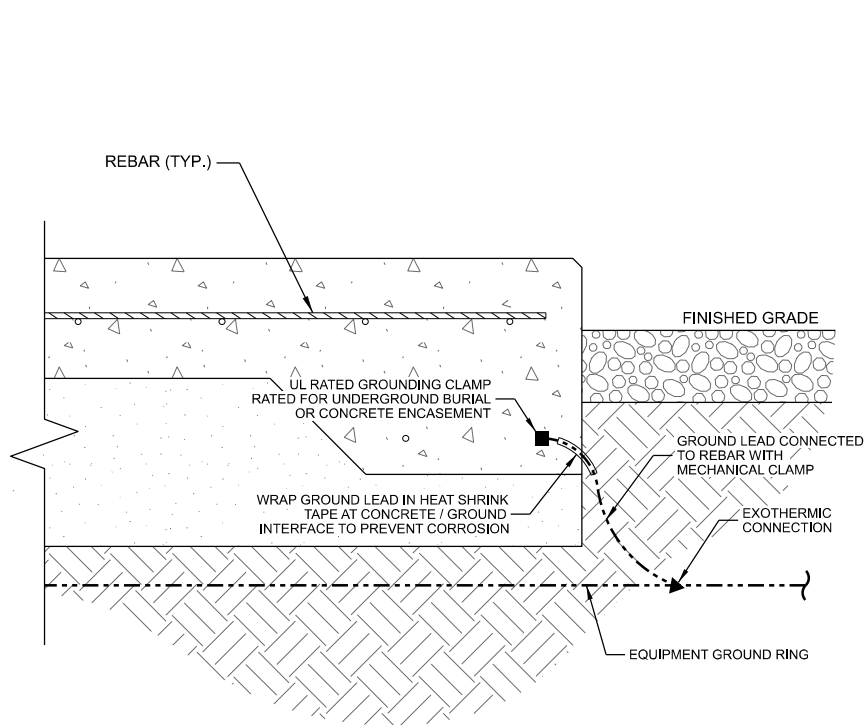 REBAR (TYP.)
FINISHED GRADE
UL RATED GROUNDING CLAMP
RATED FOR UNDERGROUND BURIAL
OR CONCRETE ENCASEMENT
GROUND LEAD CONNECTED
TO REBAR WITH
MECHANICAL CLAMP
WRAP GROUND LEAD IN HEAT SHRINK
TAPE AT CONCRETE / GROUND
INTERFACE TO PREVENT CORROSION
EXOTHERMIC
CONNECTION
EQUIPMENT GROUND RING